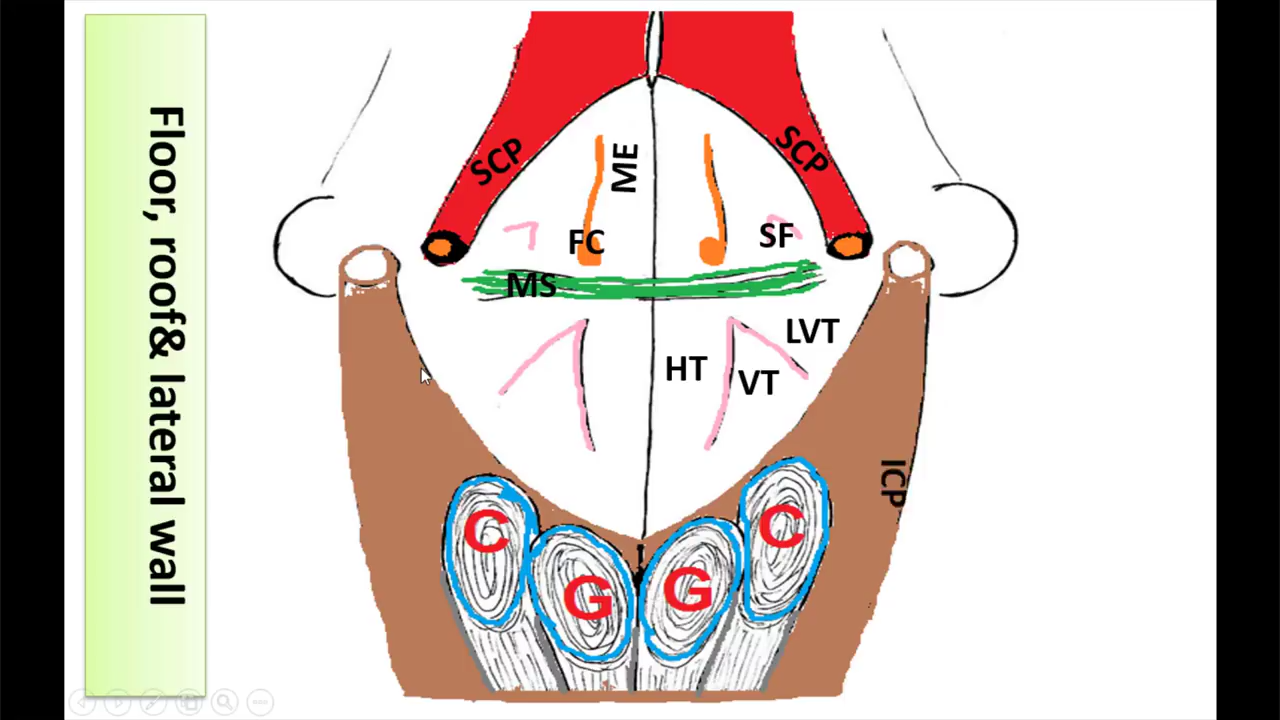 Floor, roof& lateral wall
SCP
SCP
ME
FC
SF
MS
LVT
HT
VT
ICP
C
C
G
G